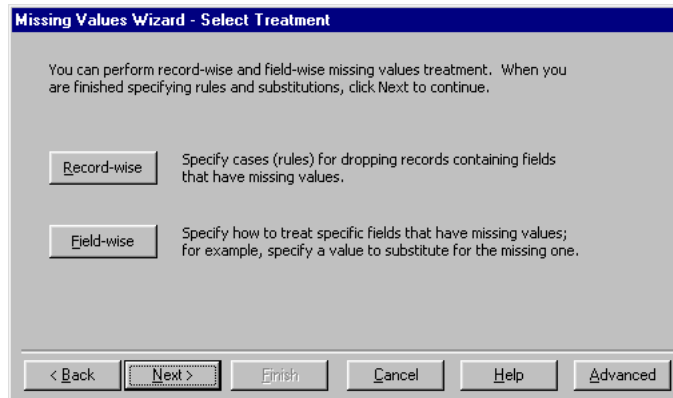 Missing Values Wizard - Select Treatment
You can perform record-wise and field-wise missing values treatment. When you
are finished specifying rules and substitutions, click Next to continue.
Record-wise
Specify cases (rules) for dropping records containing fields
that have missing values.
Field-wise
Specify how to treat specific fields that have missing values;
for example, specify a value to substitute for the missing one.
< Back Next > Finish Cancel Help Advanced